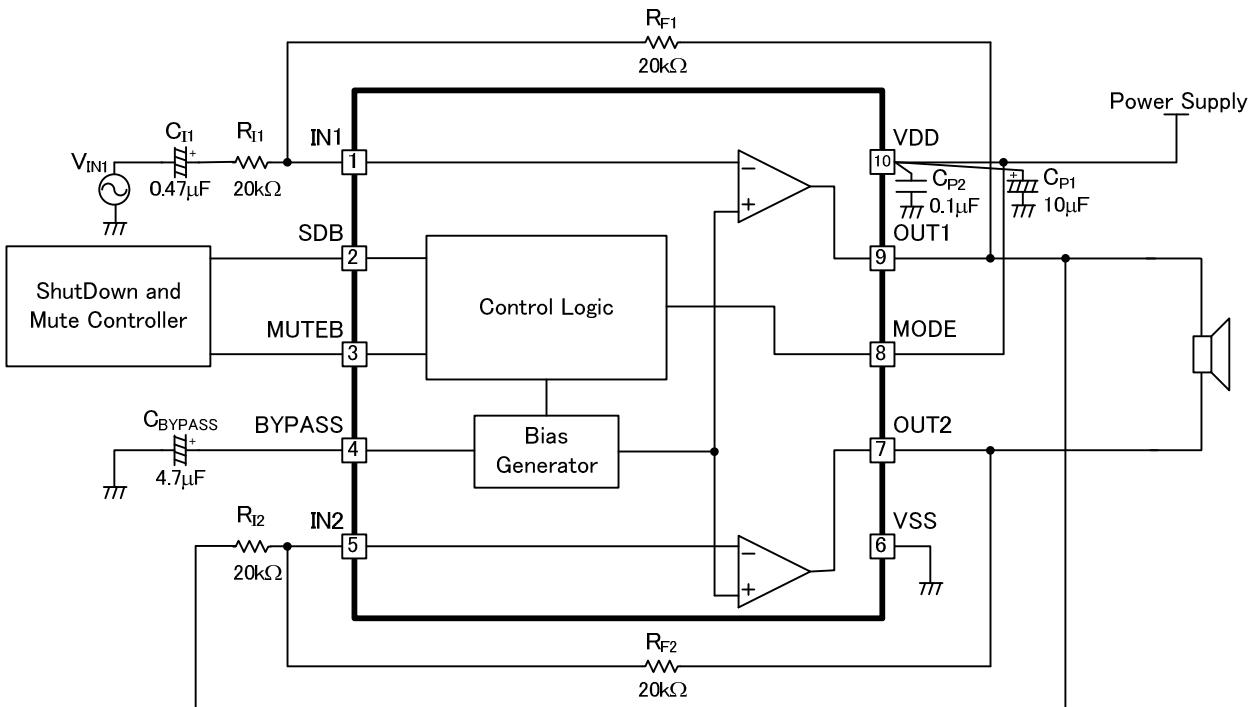 RF1
20kΩ
Power Supply
CI1
+
RI1
IN1
VDD
VIN1
1
10
0.47µF
20kΩ
−
+
CP2
0.1µF
+
CP1
10µF
SDB
OUT1
2
9
ShutDown and
Mute Controller
Control Logic
MUTEB
MODE
3
8
CBYPASS
+
4.7µF
BYPASS
OUT2
4
7
Bias
Generator
RI2
IN2
VSS
5
6
20kΩ
−
+
RF2
20kΩ